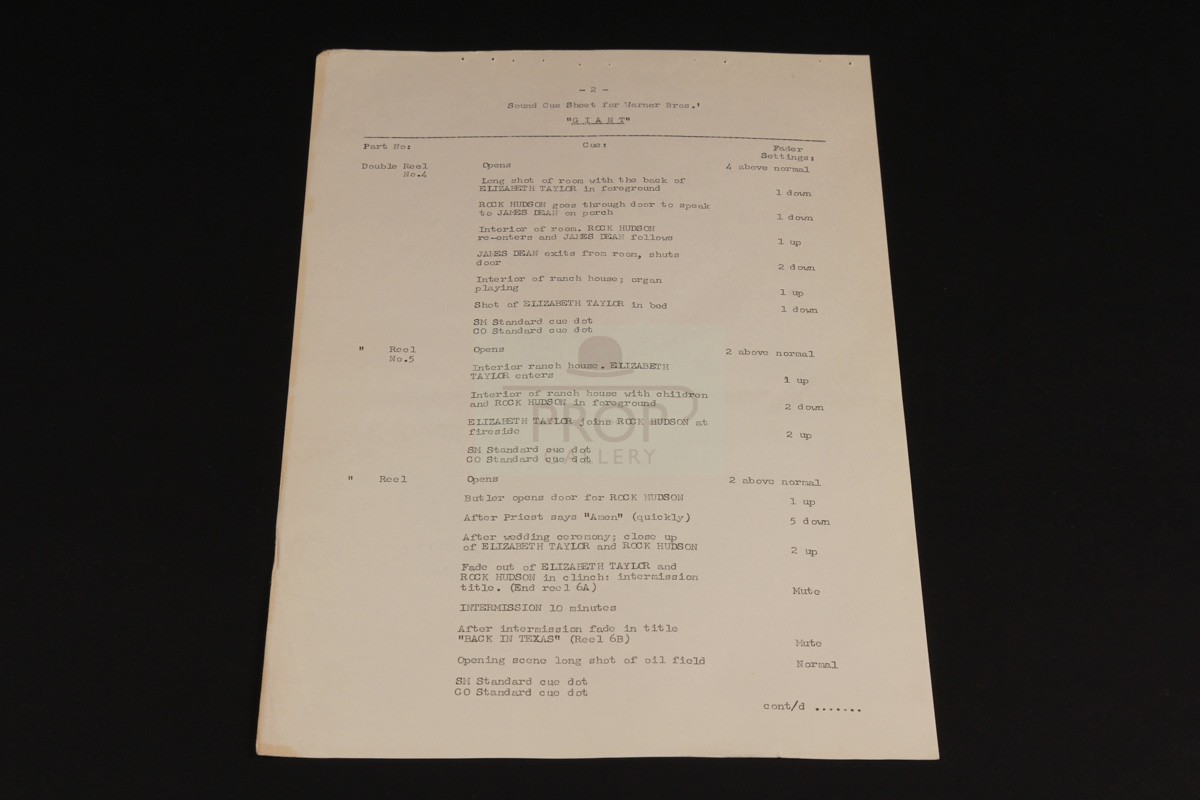 - 2 -
Sound Cue Sheet for Warner Bros.'
"G I A N T"
Part No: Cue: Fader Settings:
Double Reel No.4 Opens 4 above normal
Long shot of room with the back of
ELIZABETH TAYLOR in foreground 1 down
ROCK HUDSON goes through door to speak
to JAMES DEAN on porch 1 down
Interior of room. ROCK HUDSON
re-enters and JAMES DEAN follows 1 up
JAMES DEAN exits from room, shuts
door 2 down
Interior of ranch house; organ
playing 1 up
Shot of ELIZABETH TAYLOR in bed 1 down
SM Standard cue dot
CO Standard cue dot
" Reel No.5 Opens 2 above normal
Interior ranch house. ELIZABETH
TAYLOR enters 1 up
Interior of ranch house with children
and ROCK HUDSON in foreground 2 down
ELIZABETH TAYLOR joins ROCK HUDSON at
fireside 2 up
SM Standard cue dot
CO Standard cue dot
" Reel Opens 2 above normal
Butler opens door for ROCK HUDSON 1 up
After Priest says "Amen" (quickly) 5 down
After wedding ceremony; close up
of ELIZABETH TAYLOR and ROCK HUDSON 2 up
Fade out of ELIZABETH TAYLOR and
ROCK HUDSON in clinch: intermission
title. (End reel 6A) Mute
INTERMISSION 10 minutes
After intermission fade in title
"BACK IN TEXAS" (Reel 6B) Mute
Opening scene long shot of oil field Normal
SM Standard cue dot
CO Standard cue dot
cont/d .......
PROP
GALLERY